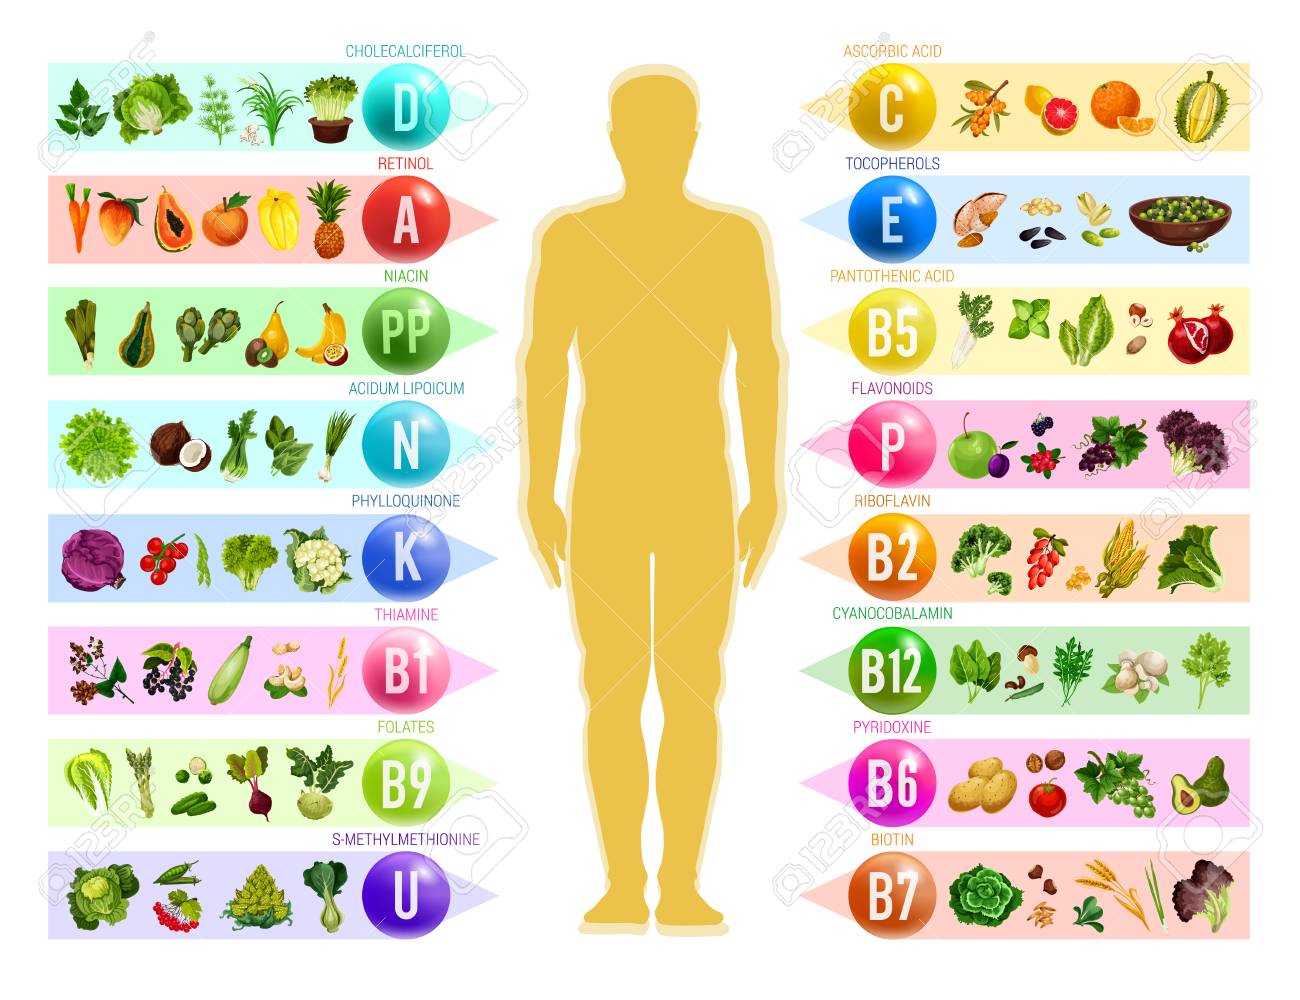 CHOLECALCIFEROL
D
RETINOL
A
NIACIN
PP
ACIDUM LIPOICUM
N
PHYLLOQUINONE
K
THIAMINE
B1
FOLATES
B9
S-METHYLMETHIONINE
U
ASCORBIC ACID
C
TOCOPHEROLS
E
PANTOTHENIC ACID
B5
FLAVONOIDS
P
RIBOFLAVIN
B2
CYANOCOBALAMIN
B12
PYRIDOXINE
B6
BIOTIN
B7
123RF